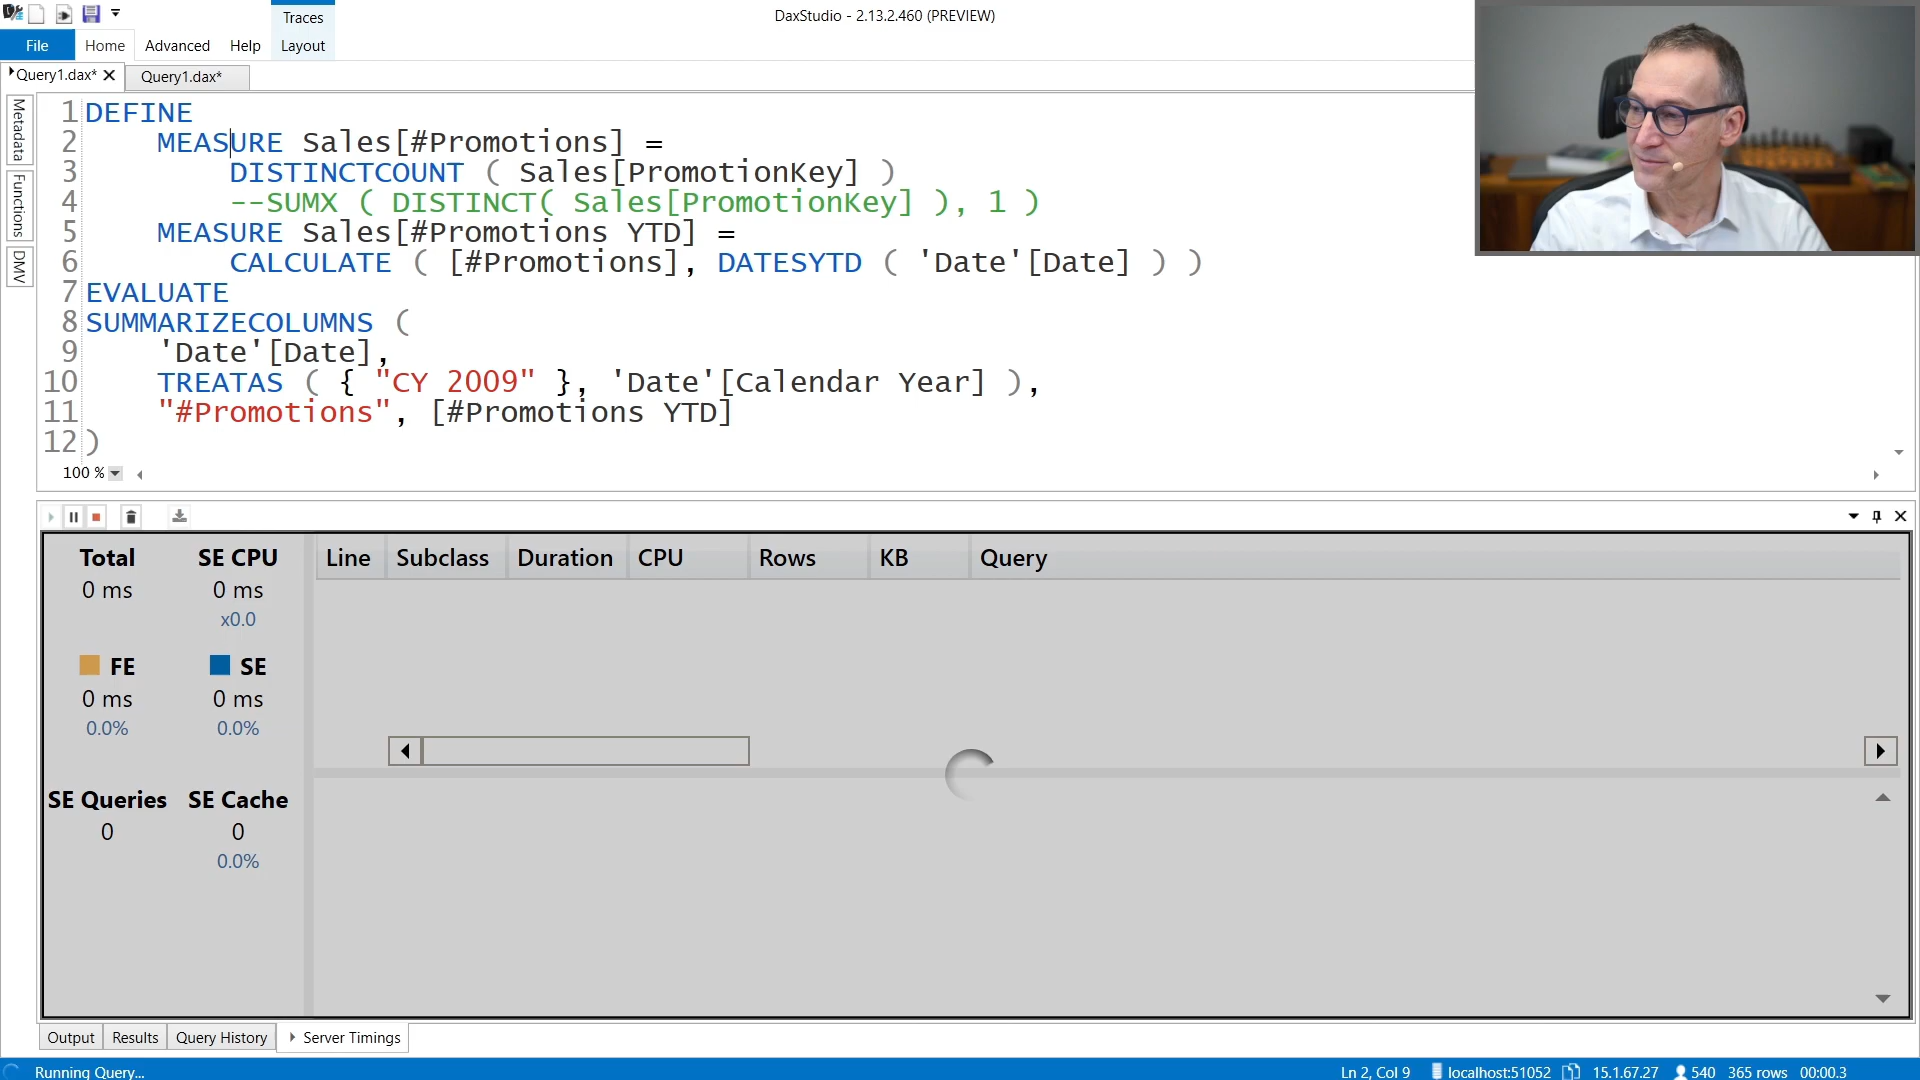 DaxStudio - 2.13.2.460 (PREVIEW)
Traces
File Home Advanced Help Layout
Query1.dax* Query1.dax*
Metadata
Functions
DMV
1 DEFINE
2 MEASURE Sales[#Promotions] =
3 DISTINCTCOUNT ( Sales[PromotionKey] )
4 --SUMX ( DISTINCT( Sales[PromotionKey] ), 1 )
5 MEASURE Sales[#Promotions YTD] =
6 CALCULATE ( [#Promotions], DATESYTD ( 'Date'[Date] ) )
7 EVALUATE
8 SUMMARIZECOLUMNS (
9 'Date'[Date],
10 TREATAS ( { "CY 2009" }, 'Date'[Calendar Year] ),
11 "#Promotions", [#Promotions YTD]
12 )
100 %
Total SE CPU
0 ms 0 ms
x0.0
FE SE
0 ms 0 ms
0.0% 0.0%
SE Queries SE Cache
0 0
0.0%
Line Subclass Duration CPU Rows KB Query
Output Results Query History Server Timings
Running Query... Ln 2, Col 9 localhost:51052 15.1.67.27 540 365 rows 00:00.3